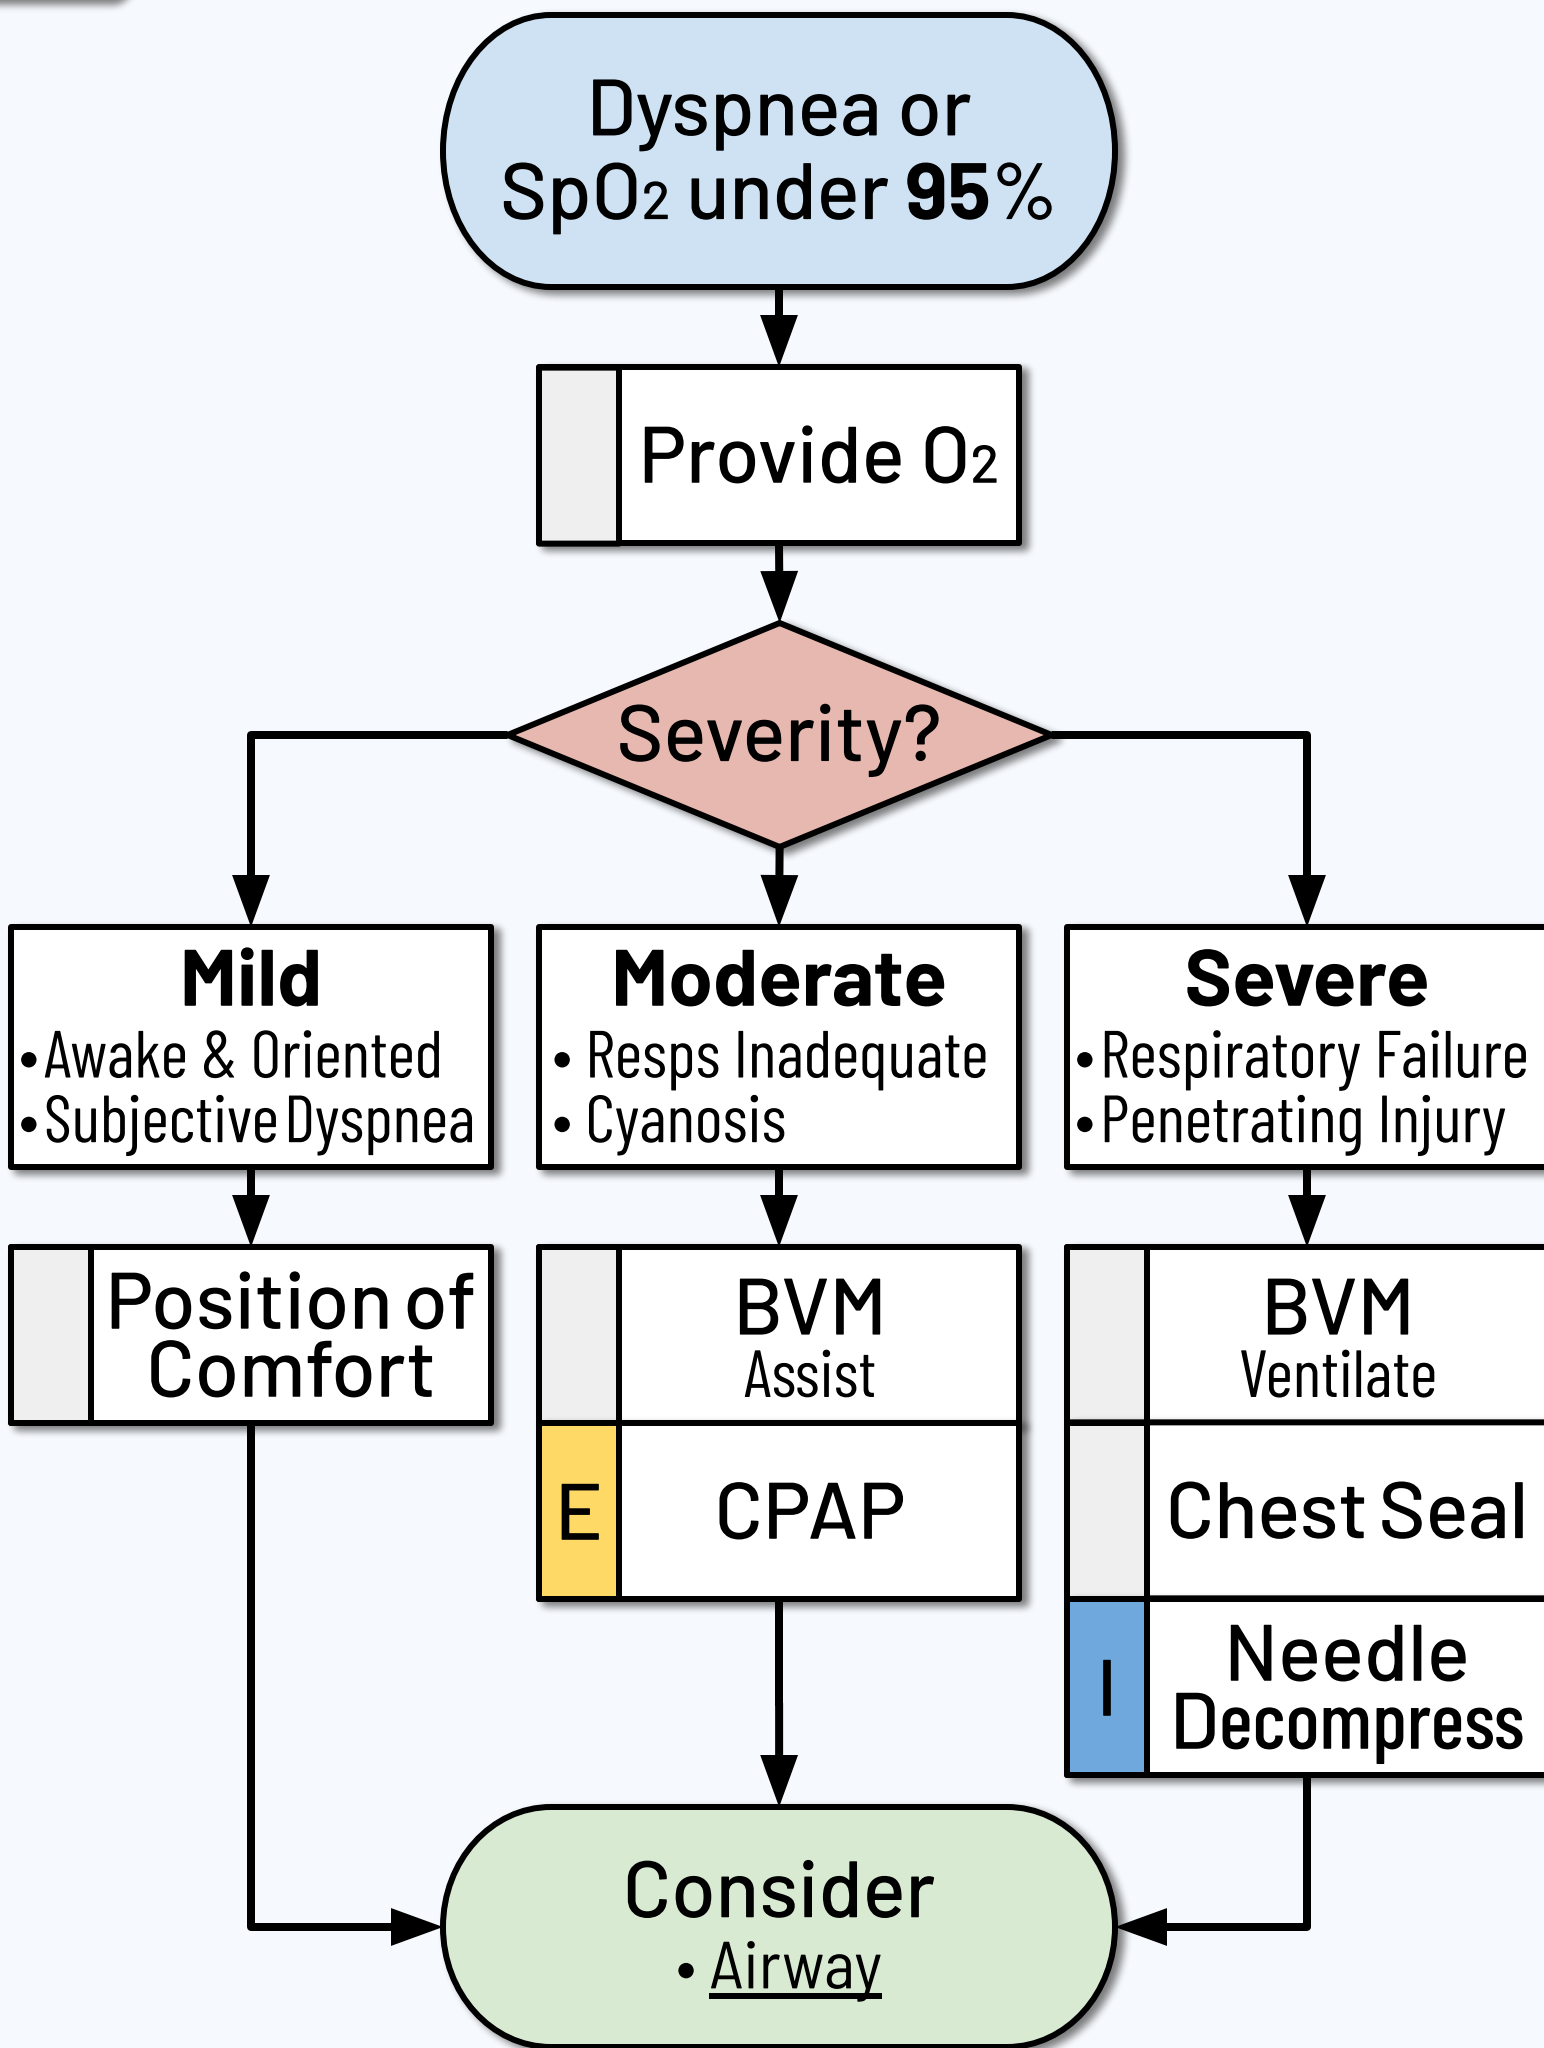 Dyspnea or
SpO2 under 95%
Provide O2
Severity?
Mild
•Awake & Oriented
•Subjective Dyspnea
Moderate
• Resps Inadequate
• Cyanosis
Severe
•Respiratory Failure
•Penetrating Injury
Position of
Comfort
BVM
Assist
E
CPAP
BVM
Ventilate
Chest Seal
I
Needle
Decompress
Consider
• Airway